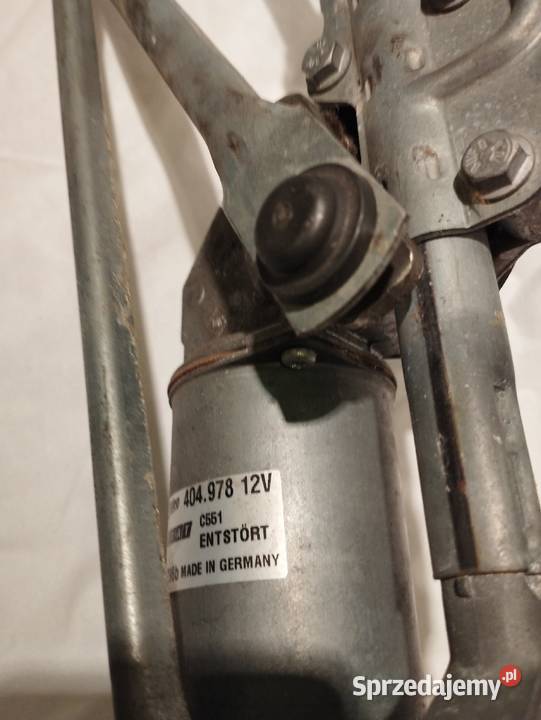 404.978 12V
C551
ENTSTÖRT
MADE IN GERMANY
Sprzedajemy.pl